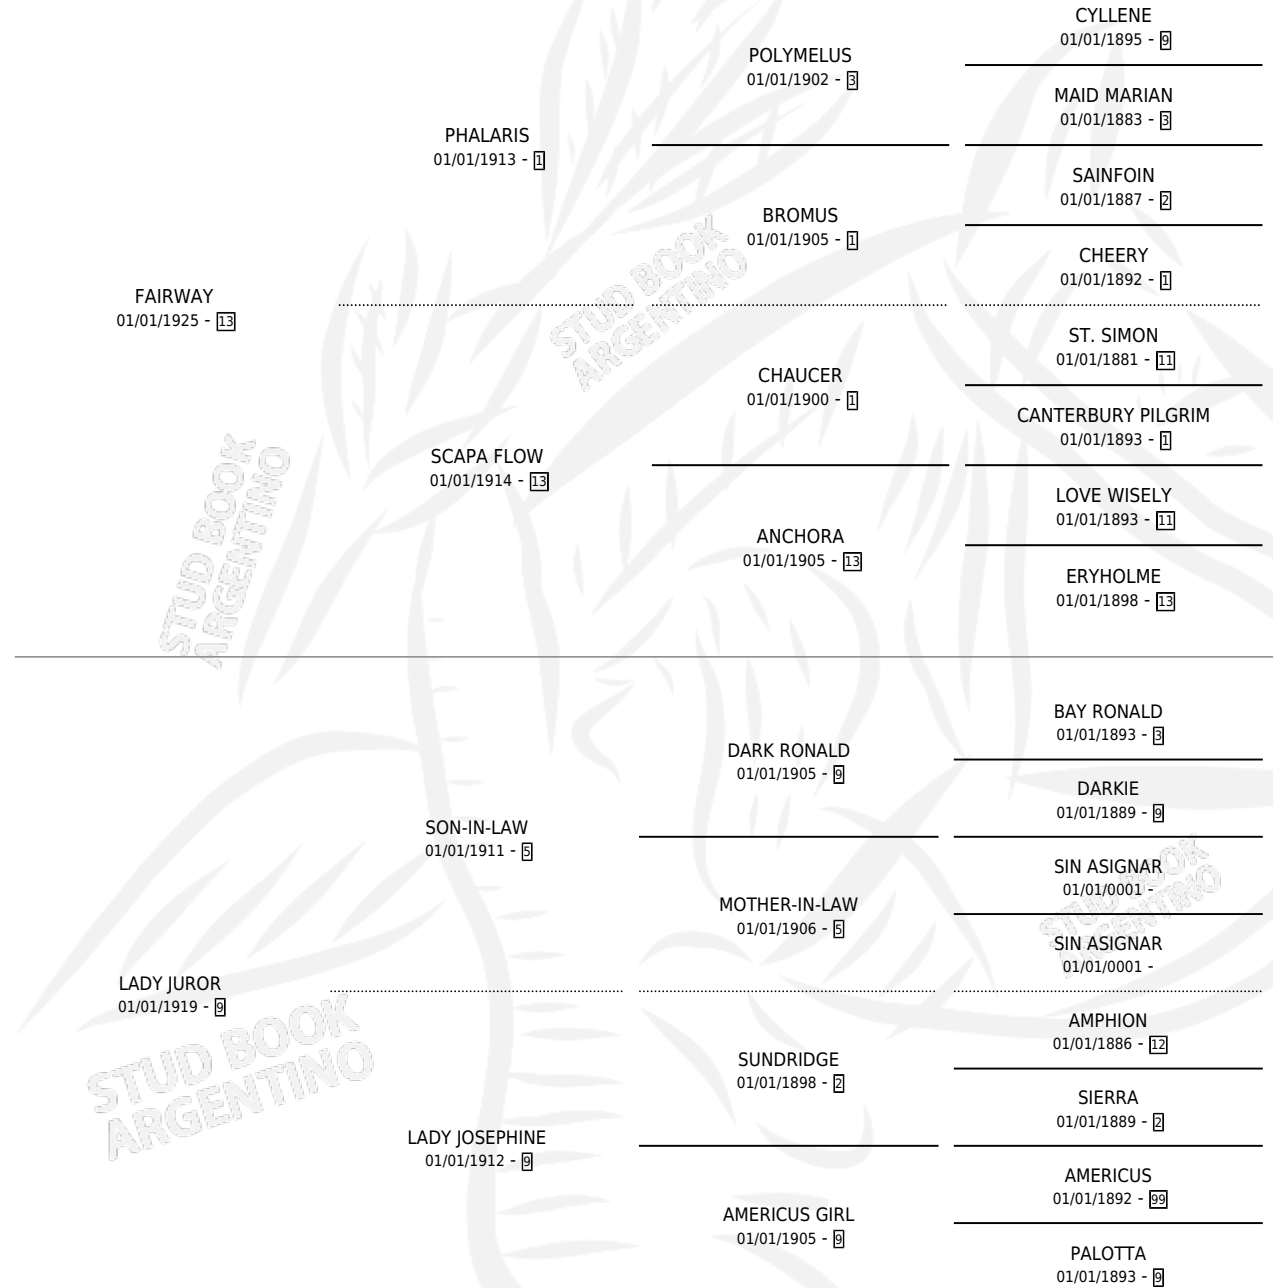 CYLLENE
01/01/1895 - 9
POLYMELUS
01/01/1902 - 3
MAID MARIAN
01/01/1883 - 3
PHALARIS
01/01/1913 - 1
SAINFOIN
01/01/1887 - 2
BROMUS
01/01/1905 - 1
CHEERY
01/01/1892 - 1
FAIRWAY
01/01/1925 - 13
STUD BOOK
ARGENTINO
ST. SIMON
01/01/1881 - 11
CHAUCER
01/01/1900 - 1
CANTERBURY PILGRIM
01/01/1893 - 1
SCAPA FLOW
01/01/1914 - 13
LOVE WISELY
01/01/1893 - 11
ANCHORA
01/01/1905 - 13
ERYHOLME
01/01/1898 - 13
STUD BOOK
ARGENTINO
BAY RONALD
01/01/1893 - 3
DARK RONALD
01/01/1905 - 9
DARKIE
01/01/1889 - 9
SON-IN-LAW
01/01/1911 - 5
SIN ASIGNAR
01/01/0001 -
MOTHER-IN-LAW
01/01/1906 - 5
SIN ASIGNAR
01/01/0001 -
STUD BOOK
ARGENTINO
LADY JUROR
01/01/1919 - 9
AMPHION
01/01/1886 - 12
SUNDRIDGE
01/01/1898 - 2
SIERRA
01/01/1889 - 2
STUD BOOK
ARGENTINO
LADY JOSEPHINE
01/01/1912 - 9
AMERICUS
01/01/1892 - 99
AMERICUS GIRL
01/01/1905 - 9
PALOTTA
01/01/1893 - 9